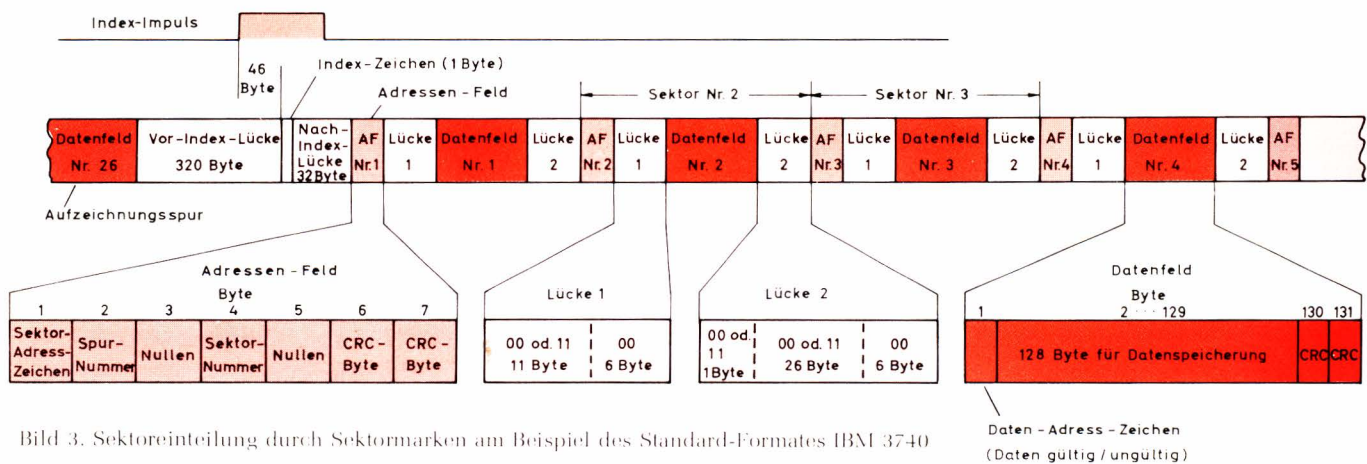 Index-Impuls
46
Byte
Index-Zeichen (1 Byte)
Adressen-Feld
Sektor Nr. 2
Sektor Nr. 3
Datenfeld
Nr. 26
Vor-Index-Lücke
320 Byte
Nach-
Index-
Lücke
32Byte
AF
Nr.1
Lücke
1
Datenfeld
Nr. 1
Lücke
2
AF
Nr.2
Lücke
1
Datenfeld
Nr. 2
Lücke
2
AF
Nr.3
Lücke
1
Datenfeld
Nr. 3
Lücke
2
AF
Nr.4
Lücke
1
Datenfeld
Nr. 4
Lücke
2
AF
Nr.5
Aufzeichnungsspur
Adressen-Feld
Byte
1 2 3 4 5 6 7
Sektor-
Adress-
Zeichen
Spur-
Nummer
Nullen
Sektor-
Nummer
Nullen
CRC-
Byte
CRC-
Byte
Lücke 1
00 od. 11
11 Byte
00
6 Byte
Lücke 2
00 od.
11
1Byte
00 od. 11
26 Byte
00
6 Byte
Datenfeld
Byte
1 2 ··· 129 130 131
128 Byte für Datenspeicherung
CRC
CRC
Daten-Adress-Zeichen
(Daten gültig / ungültig)
Bild 3. Sektoreinteilung durch Sektormarken am Beispiel des Standard-Formates IBM 3740